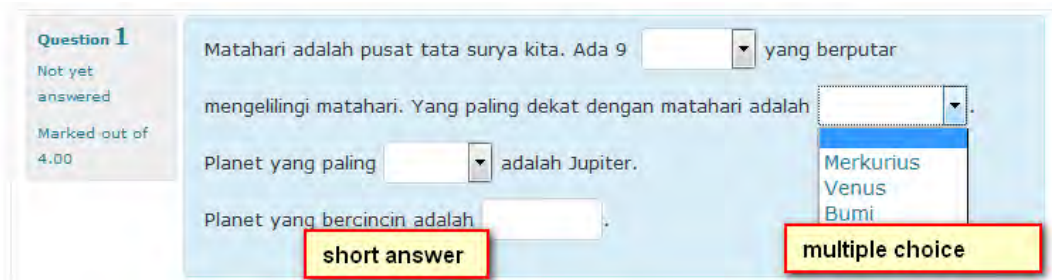 Question 1
Not yet
answered
Marked out of
4.00
Matahari adalah pusat tata surya kita. Ada 9 yang berputar
mengelilingi matahari. Yang paling dekat dengan matahari adalah .
Planet yang paling adalah Jupiter.
Planet yang bercincin adalah .
Merkurius
Venus
Bumi
short answer
multiple choice